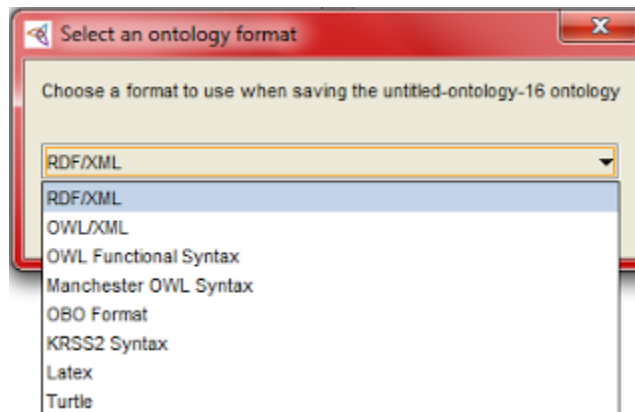 Select an ontology format
Choose a format to use when saving the untitled-ontology-16 ontology
RDF/XML
RDF/XML
OWL/XML
OWL Functional Syntax
Manchester OWL Syntax
OBO Format
KRSS2 Syntax
Latex
Turtle